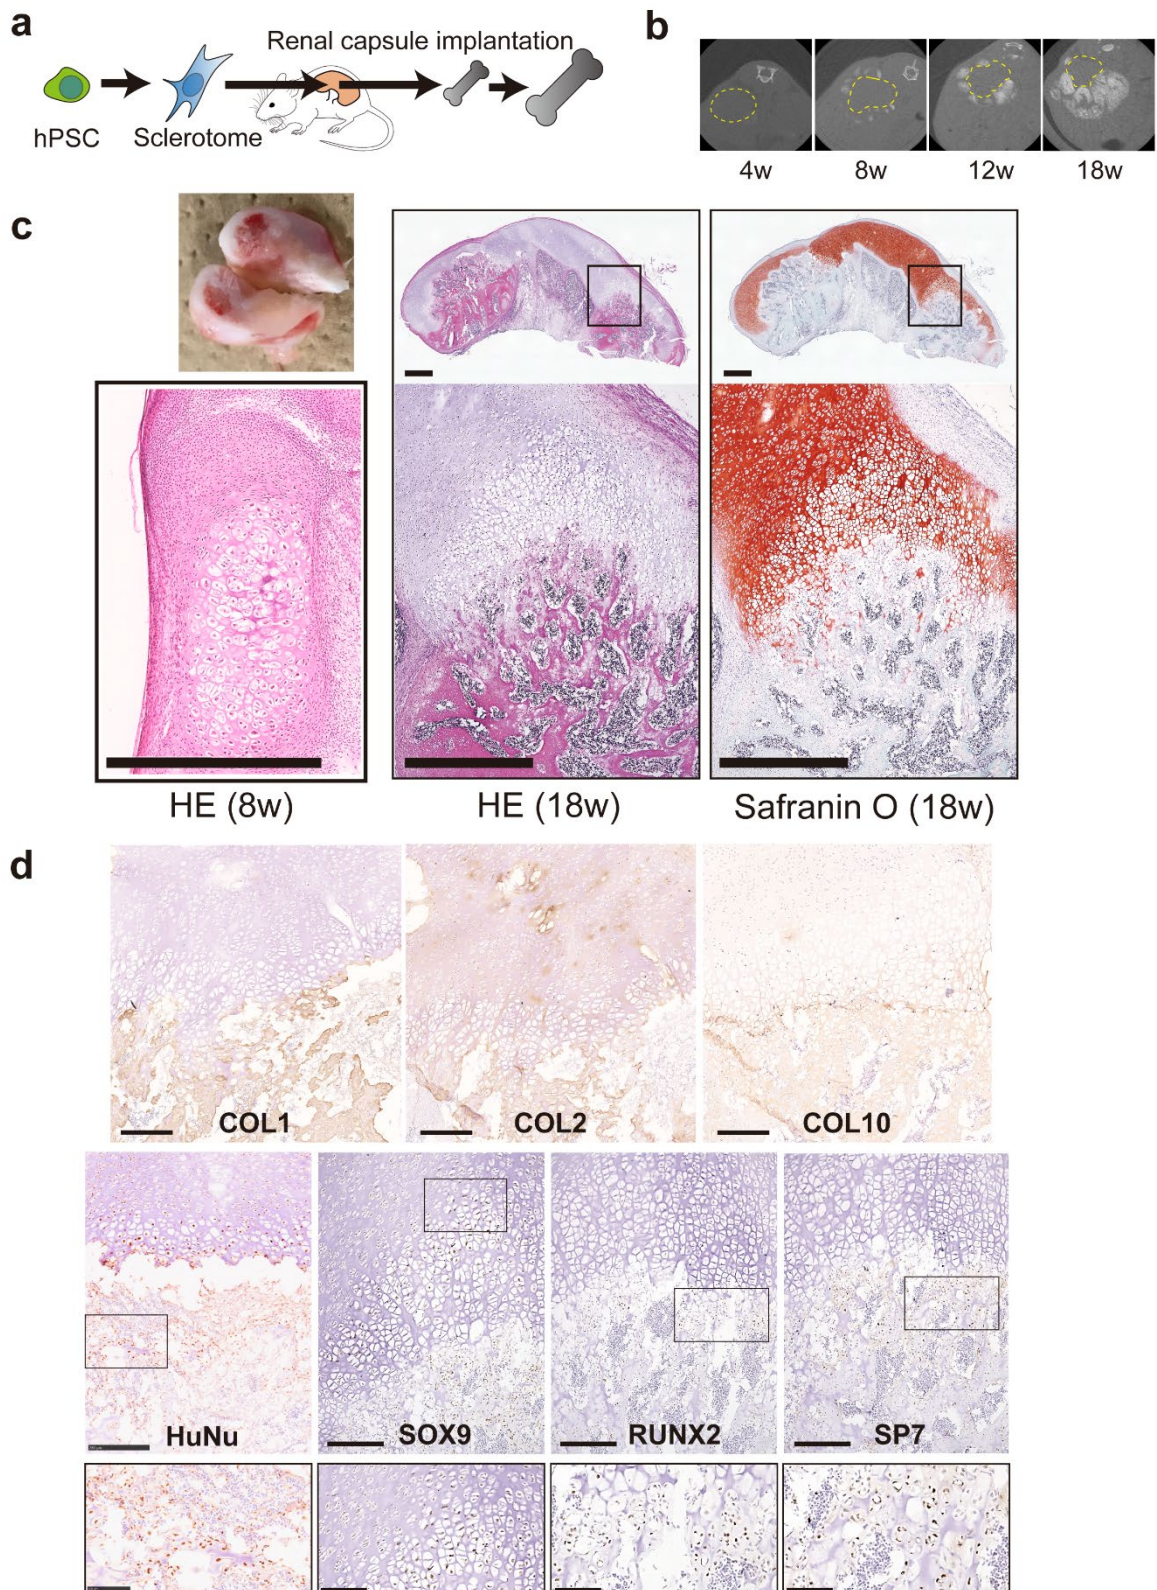 a
Renal capsule implantation
hPSC
Sclerotome
b
4w
8w
12w
18w
c
HE (8w)
HE (18w)
Safranin O (18w)
d
COL1
COL2
COL10
HuNu
SOX9
RUNX2
SP7